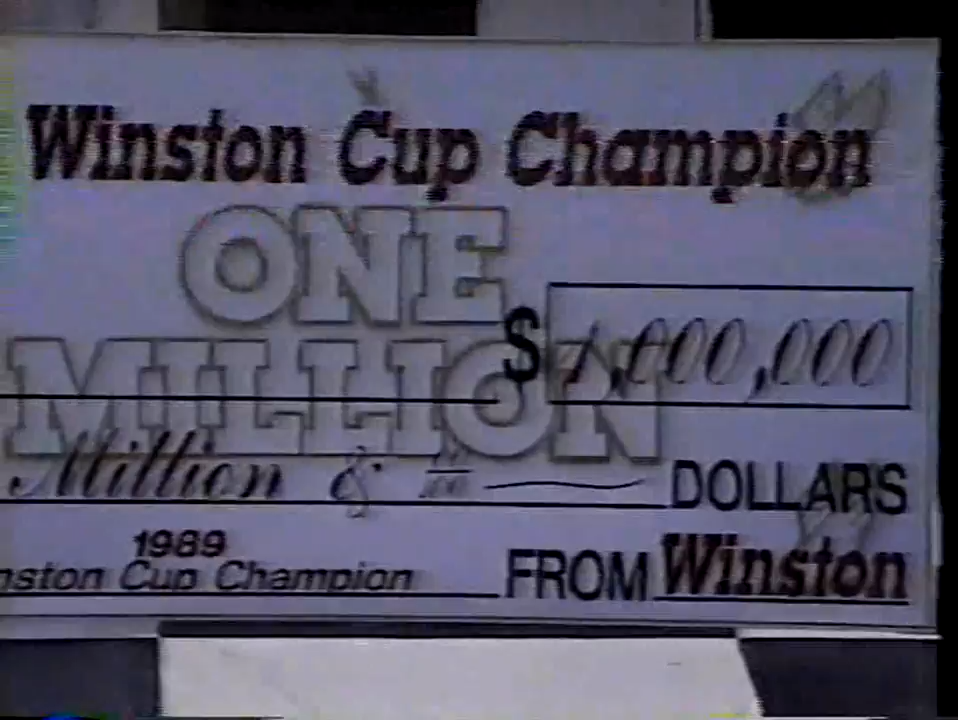 Winston Cup Champion
ONE
MILLION
$ 1,000,000
Million & DOLLARS
1989
nston Cup Champion FROM Winston